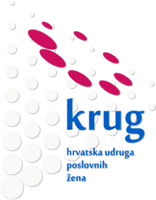 krug
hrvatska udruga
poslovnih
žena